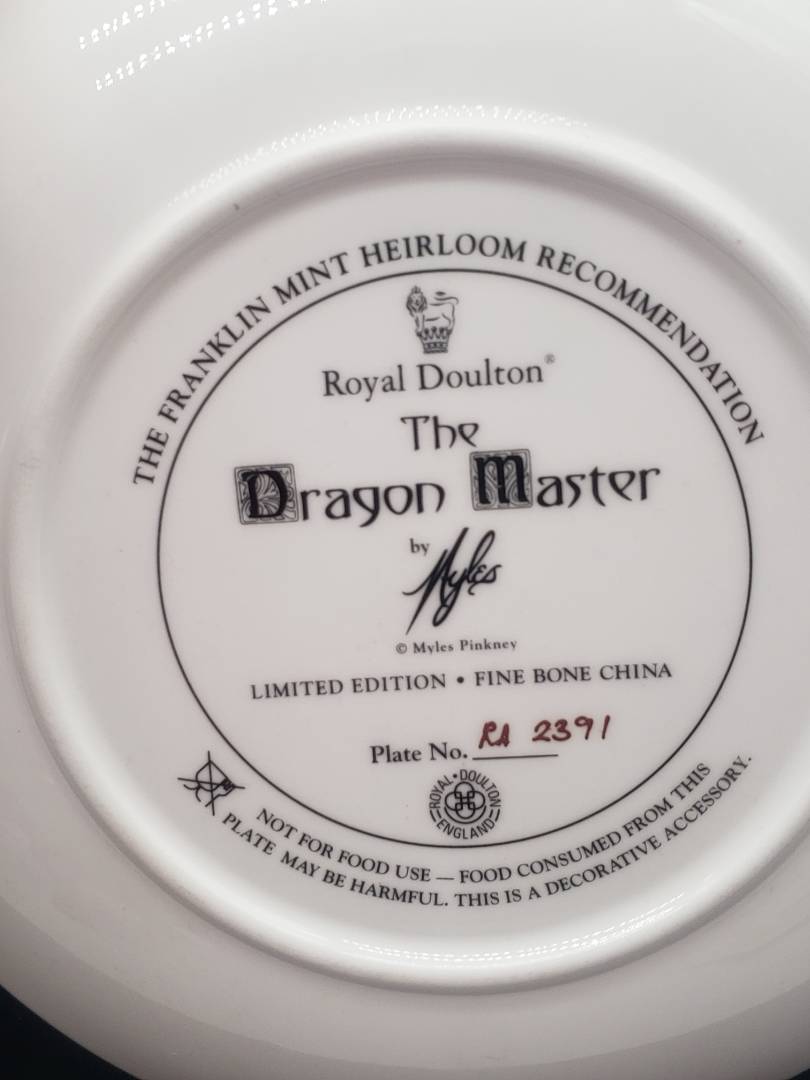 THE FRANKLIN MINT HEIRLOOM RECOMMENDATION
Royal Doulton®
The
Dragon Master
by Myles
© Myles Pinkney
LIMITED EDITION • FINE BONE CHINA
Plate No. RA 2391
ROYAL • DOULTON
ENGLAND
NOT FOR FOOD USE — FOOD CONSUMED FROM THIS
PLATE MAY BE HARMFUL. THIS IS A DECORATIVE ACCESSORY.